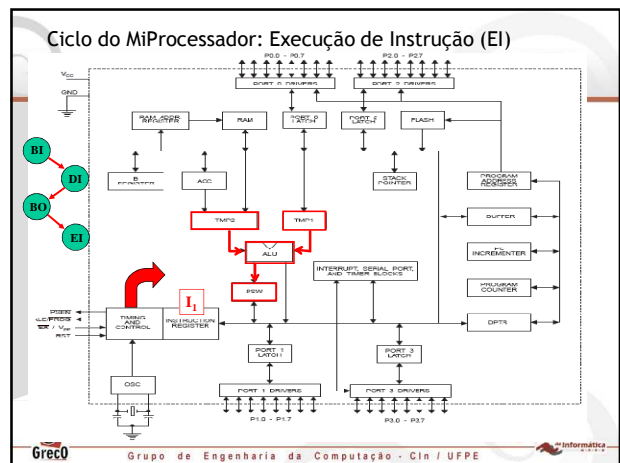 Ciclo do MiProcessador: Execução de Instrução (EI)
P0.0 - P0.7
P2.0 - P2.7
VCC
PORT 0 DRIVERS
PORT 2 DRIVERS
GND
RAM ADDR. REGISTER
RAM
PORT 0 LATCH
PORT 2 LATCH
FLASH
BI
DI
BO
EI
B REGISTER
ACC
STACK POINTER
PROGRAM ADDRESS REGISTER
TMP2
TMP1
BUFFER
ALU
PC INCREMENTER
INTERRUPT, SERIAL PORT, AND TIMER BLOCKS
PSW
PROGRAM COUNTER
I1
PSEN
ALE/PROG
EA / VPP
RST
TIMING AND CONTROL
INSTRUCTION REGISTER
DPTR
PORT 1 LATCH
PORT 3 LATCH
OSC
PORT 1 DRIVERS
PORT 3 DRIVERS
P1.0 - P1.7
P3.0 - P3.7
GrecO
Grupo de Engenharia da Computação - CIn / UFPE
de Informática